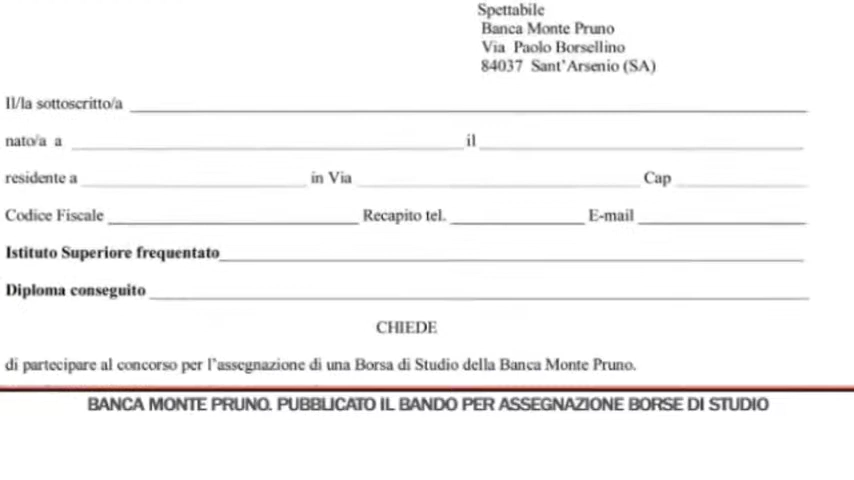 Spettabile
Banca Monte Pruno
Via Paolo Borsellino
84037 Sant'Arsenio (SA)
Il/la sottoscritto/a
nato/a a il
residente a in Via Cap
Codice Fiscale Recapito tel. E-mail
Istituto Superiore frequentato
Diploma conseguito
CHIEDE
di partecipare al concorso per l'assegnazione di una Borsa di Studio della Banca Monte Pruno.
BANCA MONTE PRUNO. PUBBLICATO IL BANDO PER ASSEGNAZIONE BORSE DI STUDIO